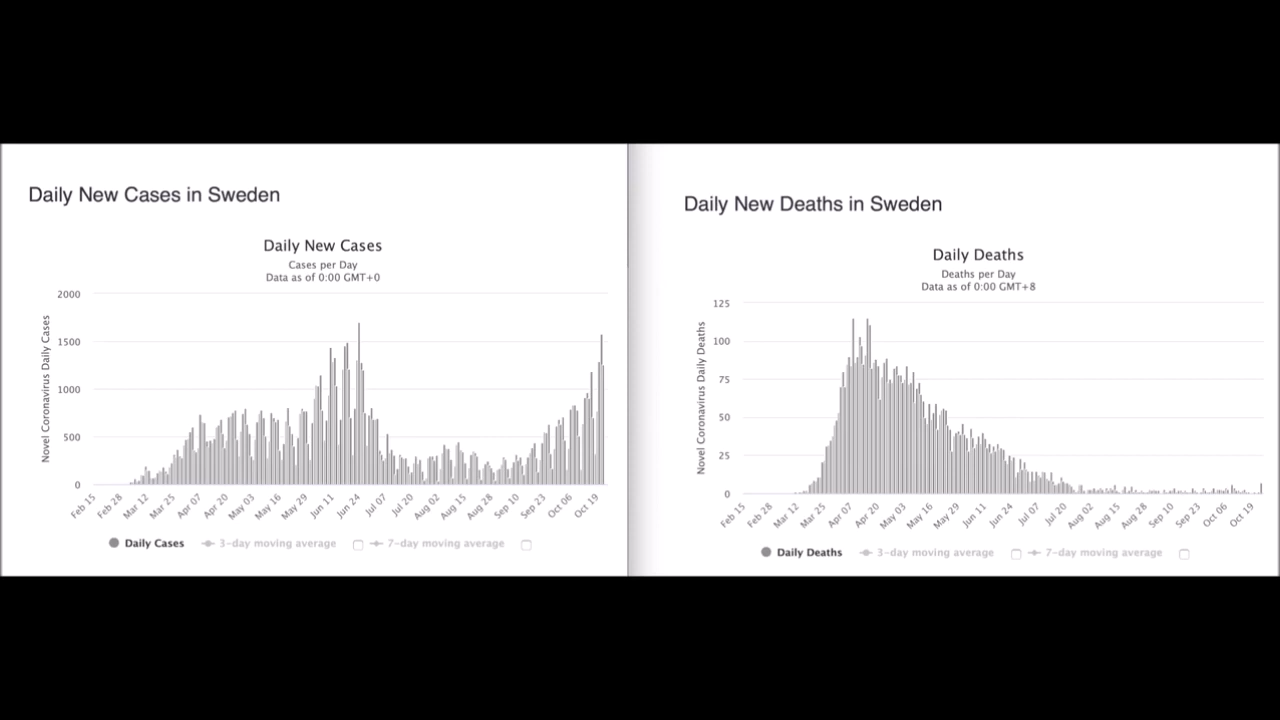 Daily New Cases in Sweden
Daily New Cases
Cases per Day
Data as of 0:00 GMT+0
Novel Coronavirus Daily Cases
2000
1500
1000
500
0
Feb 15
Feb 28
Mar 12
Mar 25
Apr 07
Apr 20
May 03
May 16
May 29
Jun 11
Jun 24
Jul 07
Jul 20
Aug 02
Aug 15
Aug 28
Sep 10
Sep 23
Oct 06
Oct 19
Daily Cases
3-day moving average
7-day moving average
Daily New Deaths in Sweden
Daily Deaths
Deaths per Day
Data as of 0:00 GMT+8
Novel Coronavirus Daily Deaths
125
100
75
50
25
0
Feb 15
Feb 28
Mar 12
Mar 25
Apr 07
Apr 20
May 03
May 16
May 29
Jun 11
Jun 24
Jul 07
Jul 20
Aug 02
Aug 15
Aug 28
Sep 10
Sep 23
Oct 06
Oct 19
Daily Deaths
3-day moving average
7-day moving average